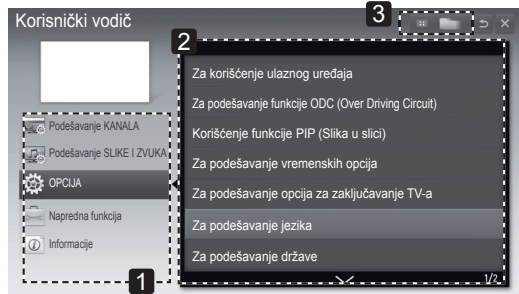 Korisnički vodič
3
2
Za korišćenje ulaznog uređaja
Za podešavanje funkcije ODC (Over Driving Circuit)
Korišćenje funkcije PIP (Slika u slici)
Za podešavanje vremenskih opcija
Za podešavanje opcija za zaključavanje TV-a
Za podešavanje jezika
Za podešavanje države
1/2
Podešavanje KANALA
Podešavanje SLIKE I ZVUKA
OPCIJA
Napredna funkcija
Informacije
1